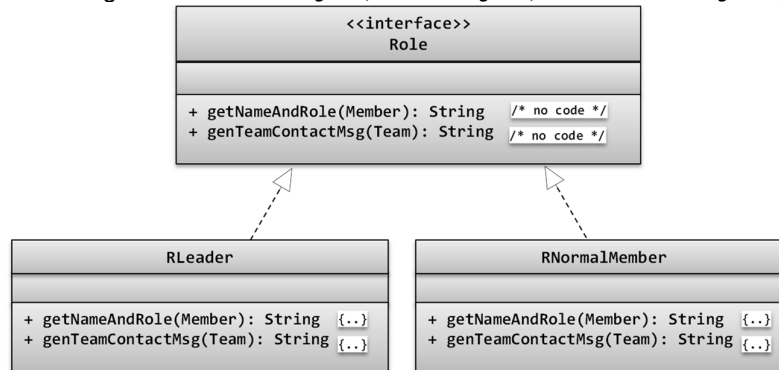 <<interface>>
Role
+ getNameAndRole(Member): String /* no code */
+ genTeamContactMsg(Team): String /* no code */
RLeader
+ getNameAndRole(Member): String {..}
+ genTeamContactMsg(Team): String {..}
RNormalMember
+ getNameAndRole(Member): String {..}
+ genTeamContactMsg(Team): String {..}